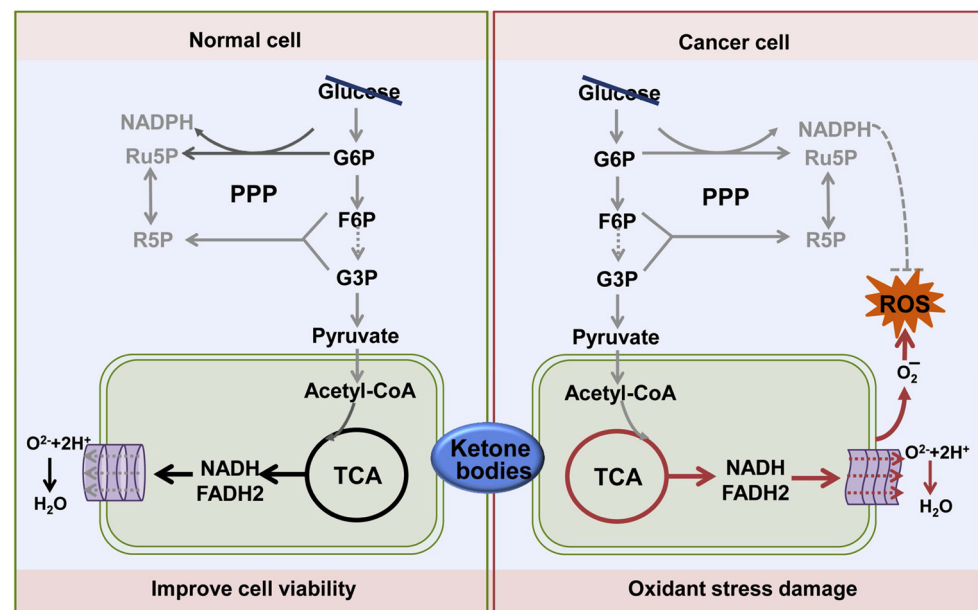 Normal cell
Glucose
NADPH
Ru5P
G6P
PPP
F6P
R5P
G3P
Pyruvate
Acetyl-CoA
O²⁻+2H⁺
H₂O
NADH
FADH2
TCA
Improve cell viability
Ketone
bodies
Cancer cell
Glucose
NADPH
G6P
Ru5P
PPP
F6P
R5P
G3P
ROS
Pyruvate
O₂⁻
Acetyl-CoA
TCA
NADH
FADH2
O²⁻+2H⁺
H₂O
Oxidant stress damage